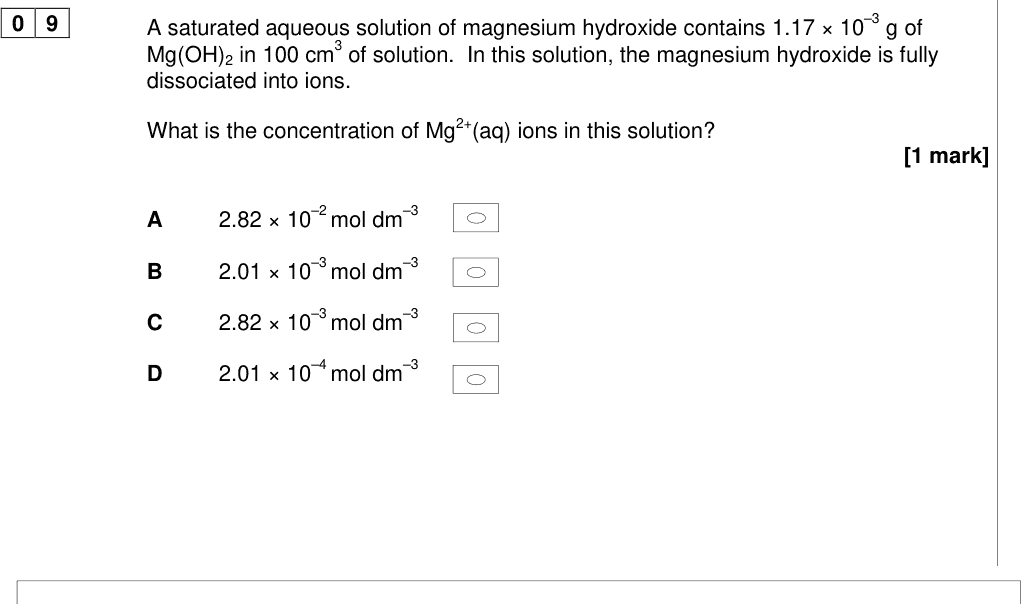 0 9
A saturated aqueous solution of magnesium hydroxide contains 1.17 × 10⁻³ g of
Mg(OH)₂ in 100 cm³ of solution. In this solution, the magnesium hydroxide is fully
dissociated into ions.
What is the concentration of Mg²⁺(aq) ions in this solution?
[1 mark]
A 2.82 × 10⁻² mol dm⁻³
B 2.01 × 10⁻³ mol dm⁻³
C 2.82 × 10⁻³ mol dm⁻³
D 2.01 × 10⁻⁴ mol dm⁻³